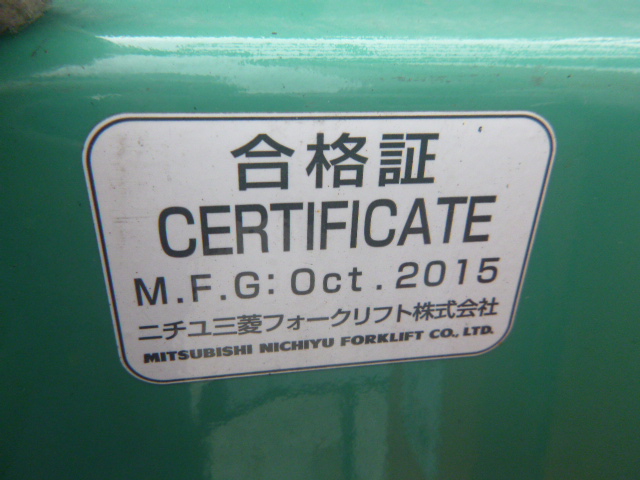 合格証
CERTIFICATE
M.F.G: Oct. 2015
ニチユ三菱フォークリフト株式会社
MITSUBISHI NICHIYU FORKLIFT CO., LTD.